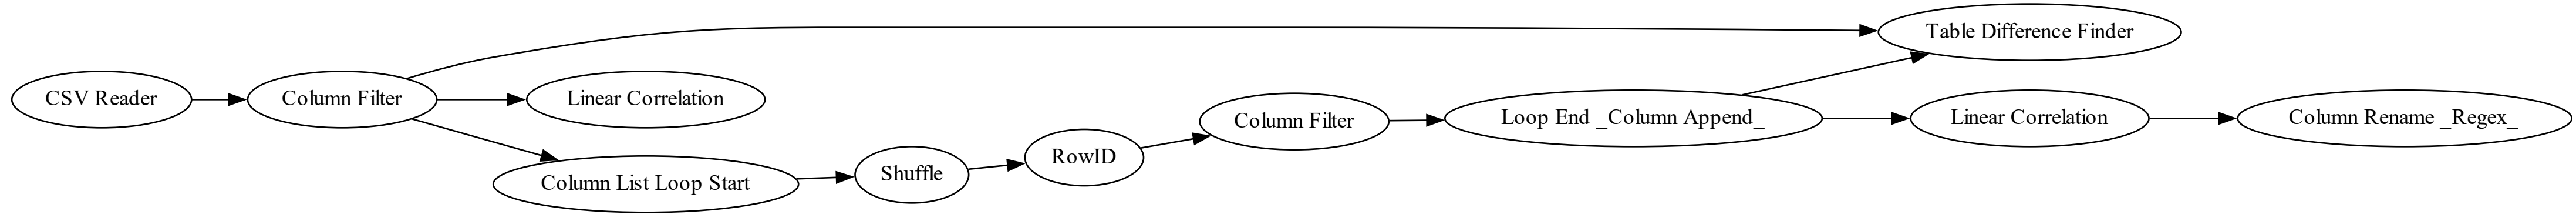 CSV Reader
Column Filter
Linear Correlation
Column List Loop Start
Shuffle
RowID
Column Filter
Loop End _Column Append_
Table Difference Finder
Linear Correlation
Column Rename _Regex_